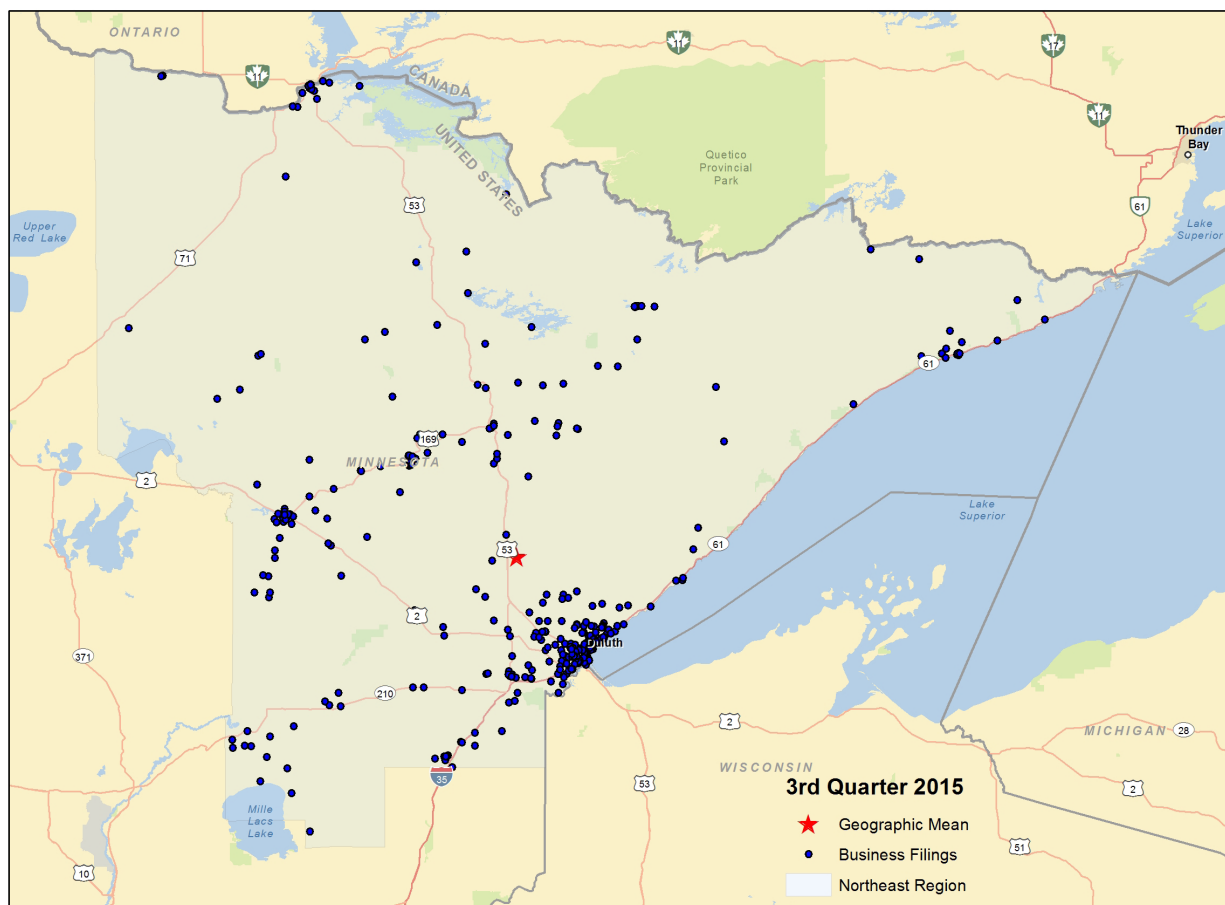 ONTARIO
11
11
17
CANADA
11
Thunder
Bay
UNITED STATES
Quetico
Provincial
Park
53
61
Upper
Red Lake
Lake
Superior
71
61
169
MINNESOTA
2
Lake
Superior
53
61
2
Duluth
371
210
2
28
MICHIGAN
WISCONSIN
35
53
3rd Quarter 2015
2
Mille
Lacs
Lake
Geographic Mean
Business Filings
51
10
Northeast Region